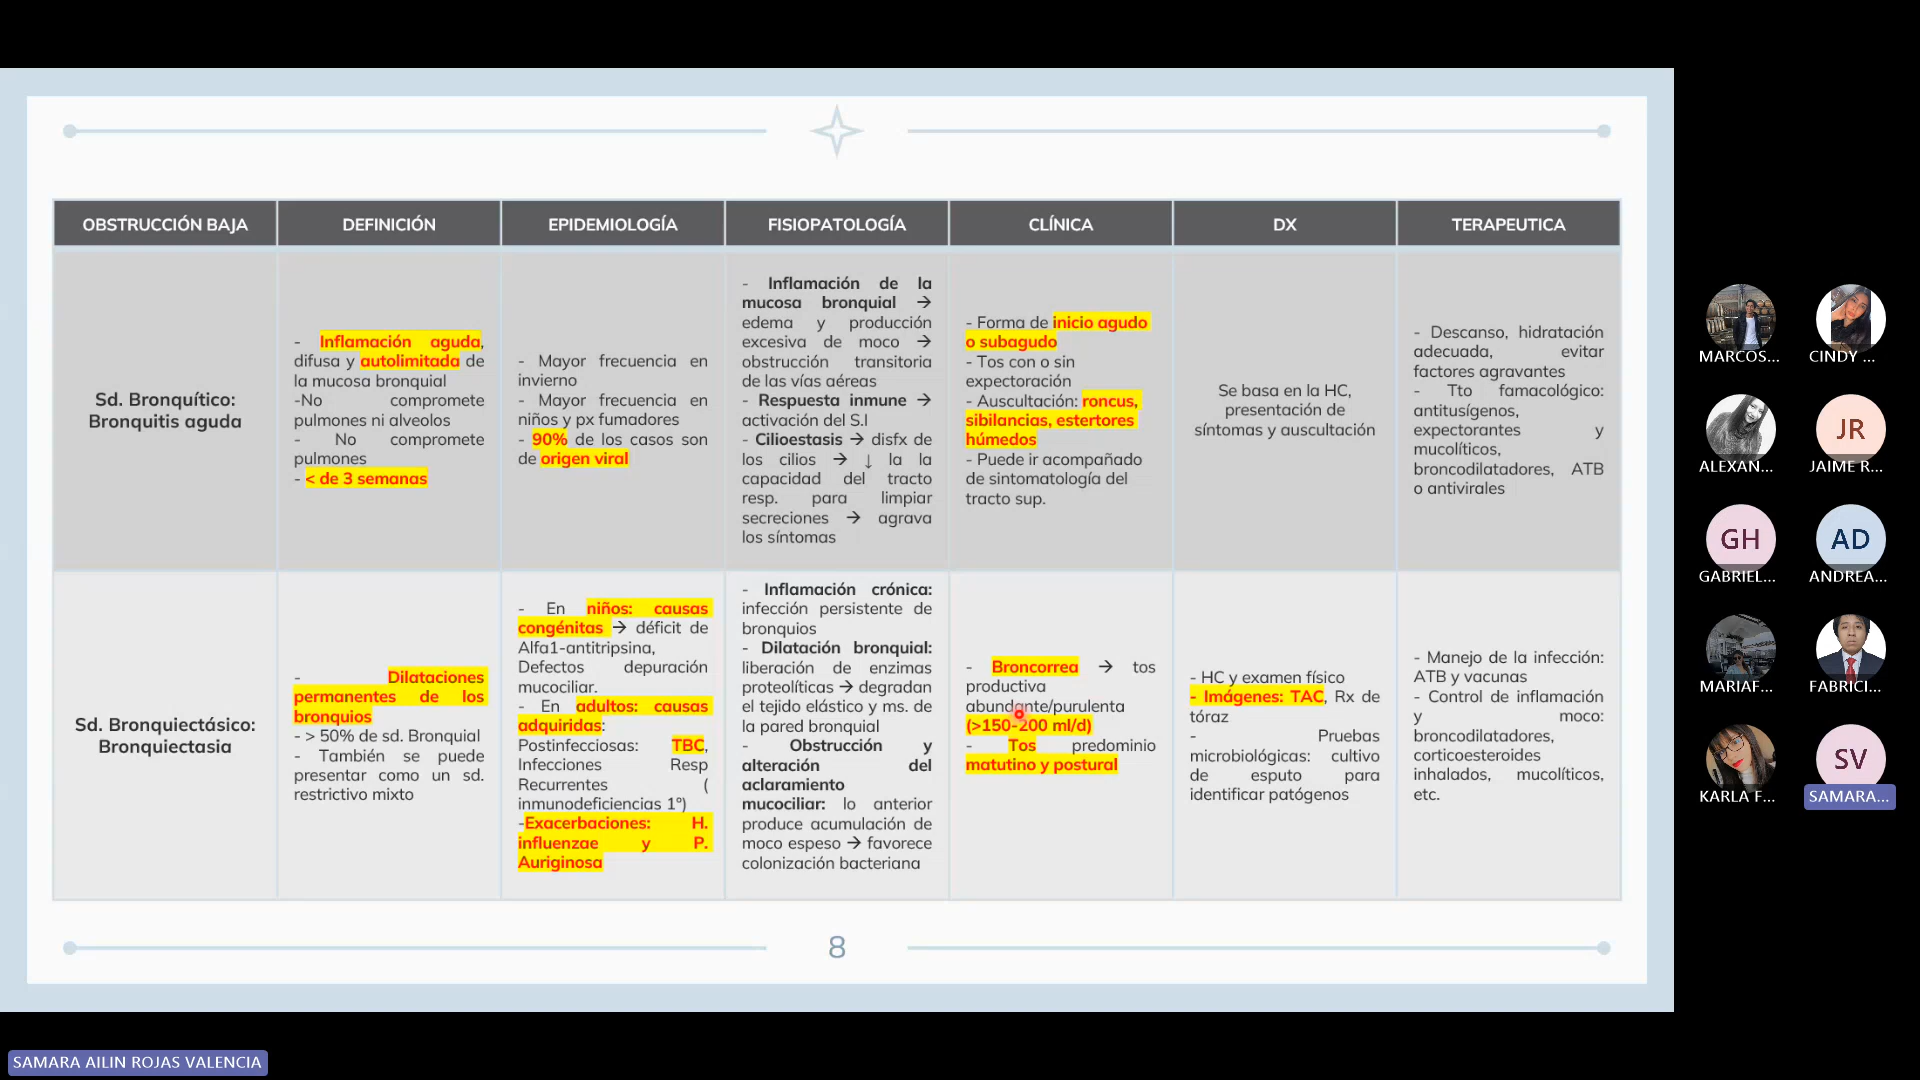 OBSTRUCCIÓN BAJA
DEFINICIÓN
EPIDEMIOLOGÍA
FISIOPATOLOGÍA
CLÍNICA
DX
TERAPEUTICA
Sd. Bronquítico:
Bronquitis aguda
- Inflamación aguda,
difusa y autolimitada de
la mucosa bronquial
-No compromete
pulmones ni alveolos
- No compromete
pulmones
- < de 3 semanas
- Mayor frecuencia en
invierno
- Mayor frecuencia en
niños y px fumadores
- 90% de los casos son
de origen viral
- Inflamación de la
mucosa bronquial →
edema y producción
excesiva de moco →
obstrucción transitoria
de las vías aéreas
- Respuesta inmune →
activación del S.I
- Cilioestasis → disfx de
los cilios → ↓ la la
capacidad del tracto
resp. para limpiar
secreciones → agrava
los síntomas
- Forma de inicio agudo
o subagudo
- Tos con o sin
expectoración
- Auscultación: roncus,
sibilancias, estertores
húmedos
- Puede ir acompañado
de sintomatología del
tracto sup.
Se basa en la HC,
presentación de
síntomas y auscultación
- Descanso, hidratación
adecuada, evitar
factores agravantes
- Tto famacológico:
antitusígenos,
expectorantes y
mucolíticos,
broncodilatadores, ATB
o antivirales
Sd. Bronquiectásico:
Bronquiectasia
- Dilataciones
permanentes de los
bronquios
- > 50% de sd. Bronquial
- También se puede
presentar como un sd.
restrictivo mixto
- En niños: causas
congénitas → déficit de
Alfa1-antitripsina,
Defectos depuración
mucociliar.
- En adultos: causas
adquiridas:
Postinfecciosas: TBC,
Infecciones Resp
Recurrentes (
inmunodeficiencias 1°)
-Exacerbaciones: H.
influenzae y P.
Auriginosa
- Inflamación crónica:
infección persistente de
bronquios
- Dilatación bronquial:
liberación de enzimas
proteolíticas → degradan
el tejido elástico y ms. de
la pared bronquial
- Obstrucción y
alteración del
aclaramiento
mucociliar: lo anterior
produce acumulación de
moco espeso → favorece
colonización bacteriana
- Broncorrea → tos
productiva
abundante/purulenta
(>150-200 ml/d)
- Tos predominio
matutino y postural
- HC y examen físico
- Imágenes: TAC, Rx de
tóraz
- Pruebas
microbiológicas: cultivo
de esputo para
identificar patógenos
- Manejo de la infección:
ATB y vacunas
- Control de inflamación
y moco:
broncodilatadores,
corticoesteroides
inhalados, mucolíticos,
etc.
8
MARCOS...
CINDY ...
ALEXAN...
JR
JAIME R...
GH
GABRIEL...
AD
ANDREA...
MARIAF...
FABRICI...
KARLA F...
SV
SAMARA...
SAMARA AILIN ROJAS VALENCIA